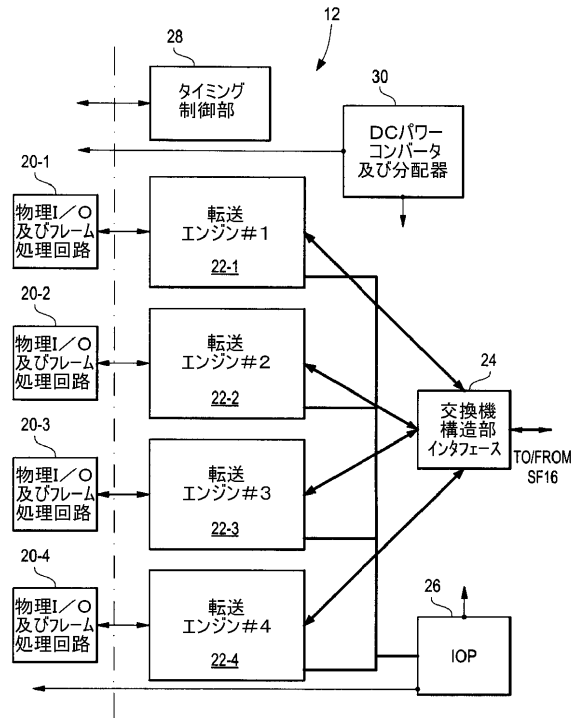 12
28
タイミング
制御部
30
DCパワー
コンバータ
及び分配器
20-1
物理I/O
及びフレーム
処理回路
転送
エンジン#1
22-1
20-2
物理I/O
及びフレーム
処理回路
転送
エンジン#2
22-2
24
交換機
構造部
インタフェース
TO/FROM
SF16
20-3
物理I/O
及びフレーム
処理回路
転送
エンジン#3
22-3
20-4
物理I/O
及びフレーム
処理回路
転送
エンジン#4
22-4
26
IOP